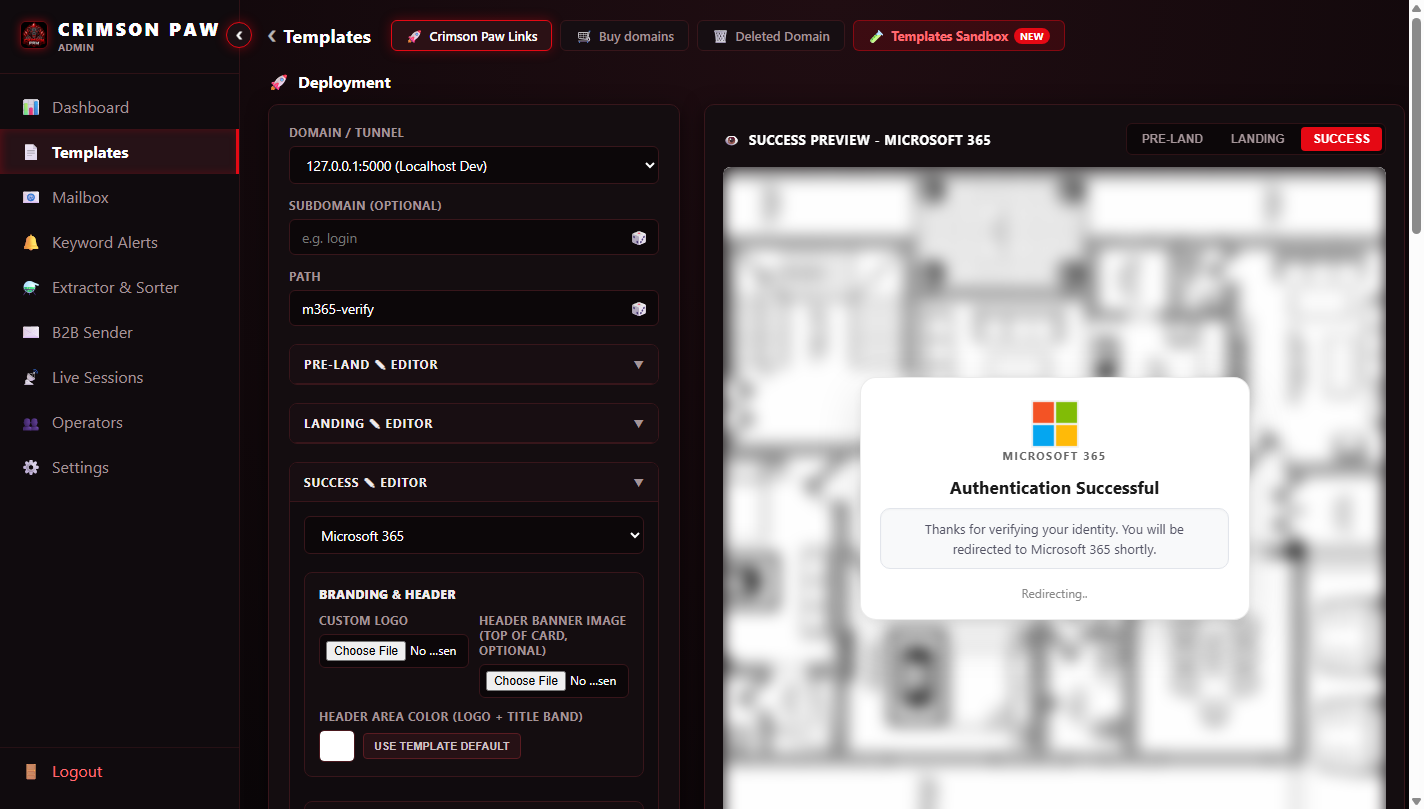 CRIMSON PAW
ADMIN
Dashboard
Templates
Mailbox
Keyword Alerts
Extractor & Sorter
B2B Sender
Live Sessions
Operators
Settings
Logout
Templates
Crimson Paw Links
Buy domains
Deleted Domain
Templates Sandbox NEW
Deployment
DOMAIN / TUNNEL
127.0.0.1:5000 (Localhost Dev)
SUBDOMAIN (OPTIONAL)
e.g. login
PATH
m365-verify
PRE-LAND EDITOR
LANDING EDITOR
SUCCESS EDITOR
Microsoft 365
BRANDING & HEADER
CUSTOM LOGO
Choose File No ...sen
HEADER BANNER IMAGE
(TOP OF CARD,
OPTIONAL)
Choose File No ...sen
HEADER AREA COLOR (LOGO + TITLE BAND)
USE TEMPLATE DEFAULT
SUCCESS PREVIEW - MICROSOFT 365
PRE-LAND
LANDING
SUCCESS
MICROSOFT 365
Authentication Successful
Thanks for verifying your identity. You will be
redirected to Microsoft 365 shortly.
Redirecting..